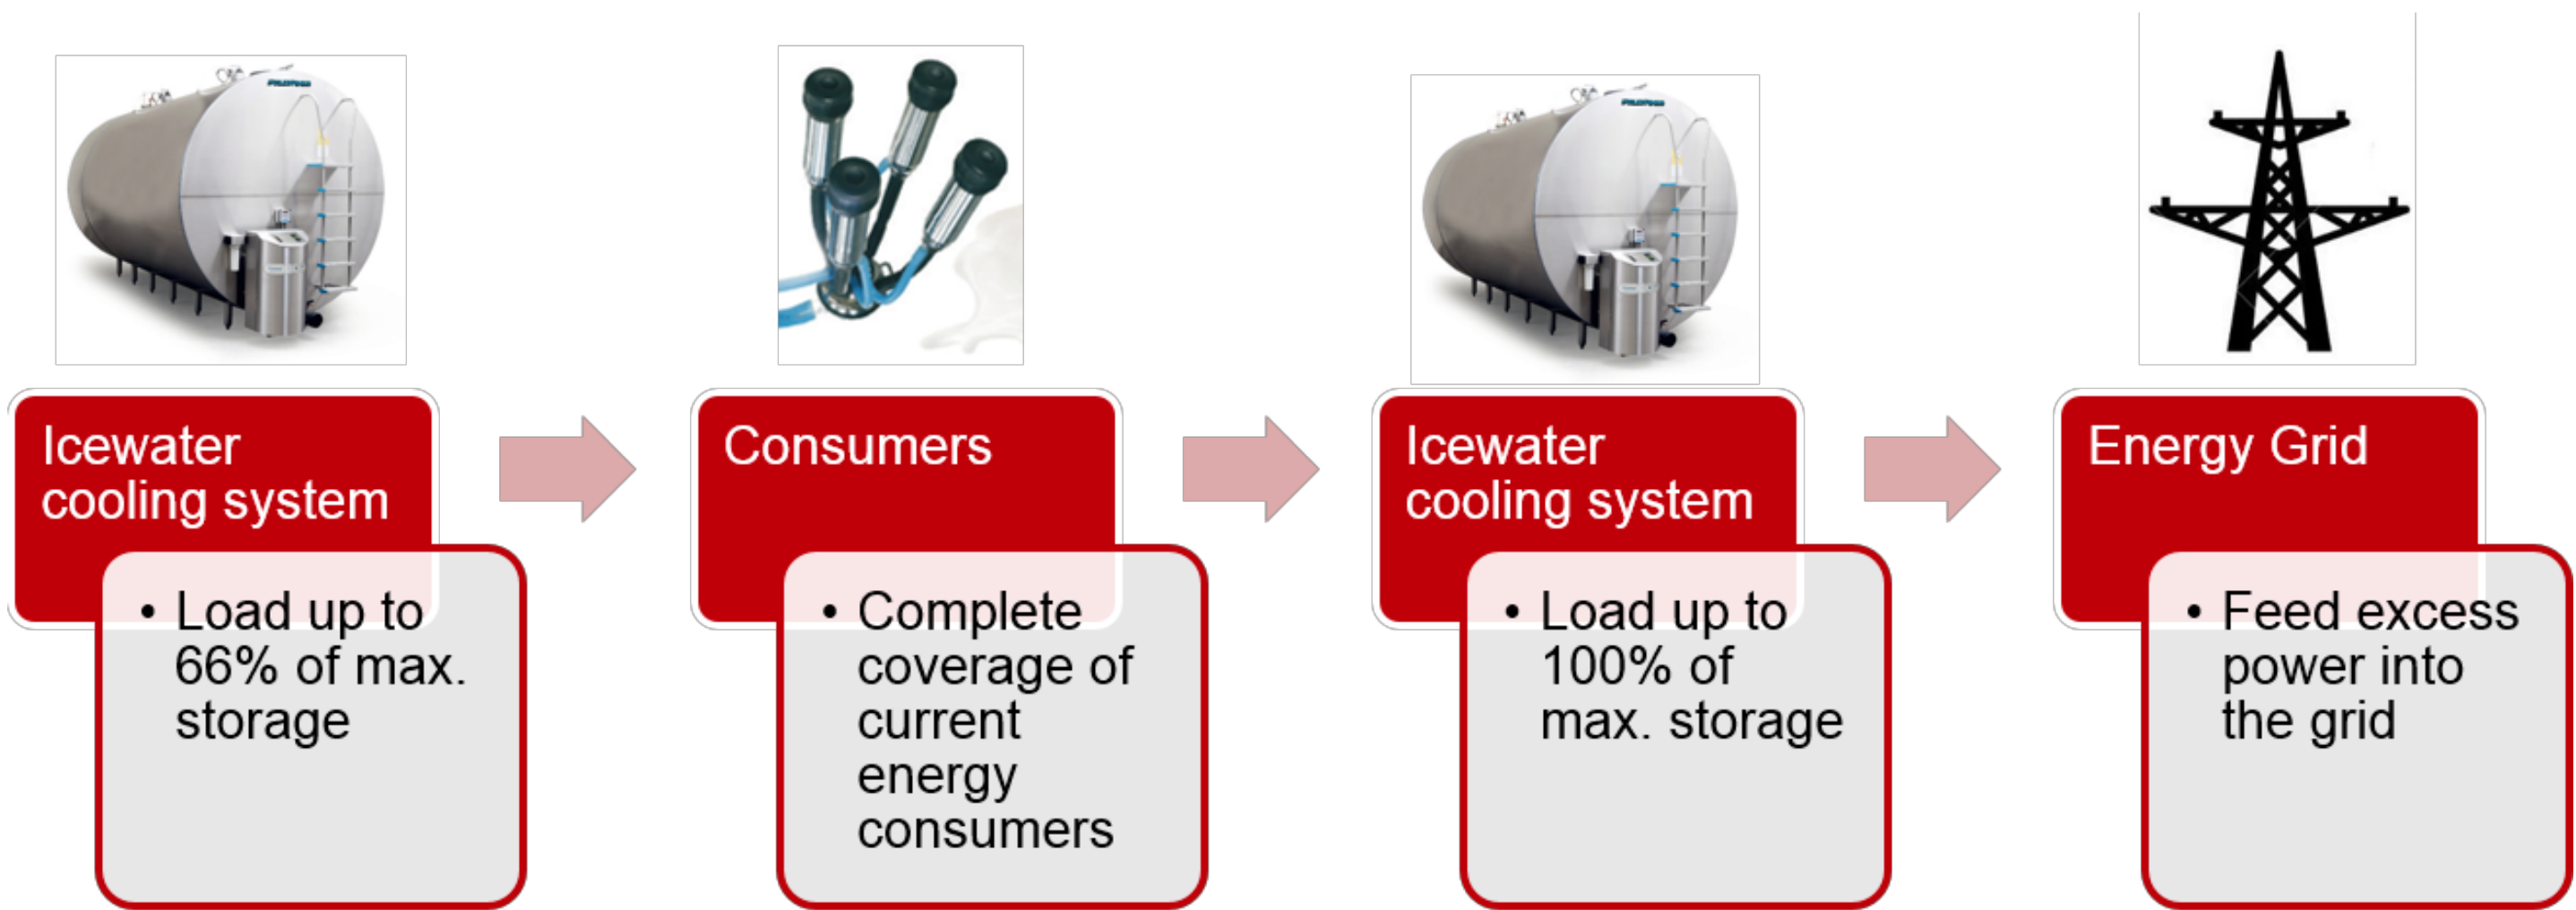 Icewater
cooling system
• Load up to
66% of max.
storage
Consumers
• Complete
coverage of
current
energy
consumers
Icewater
cooling system
• Load up to
100% of
max. storage
Energy Grid
• Feed excess
power into
the grid